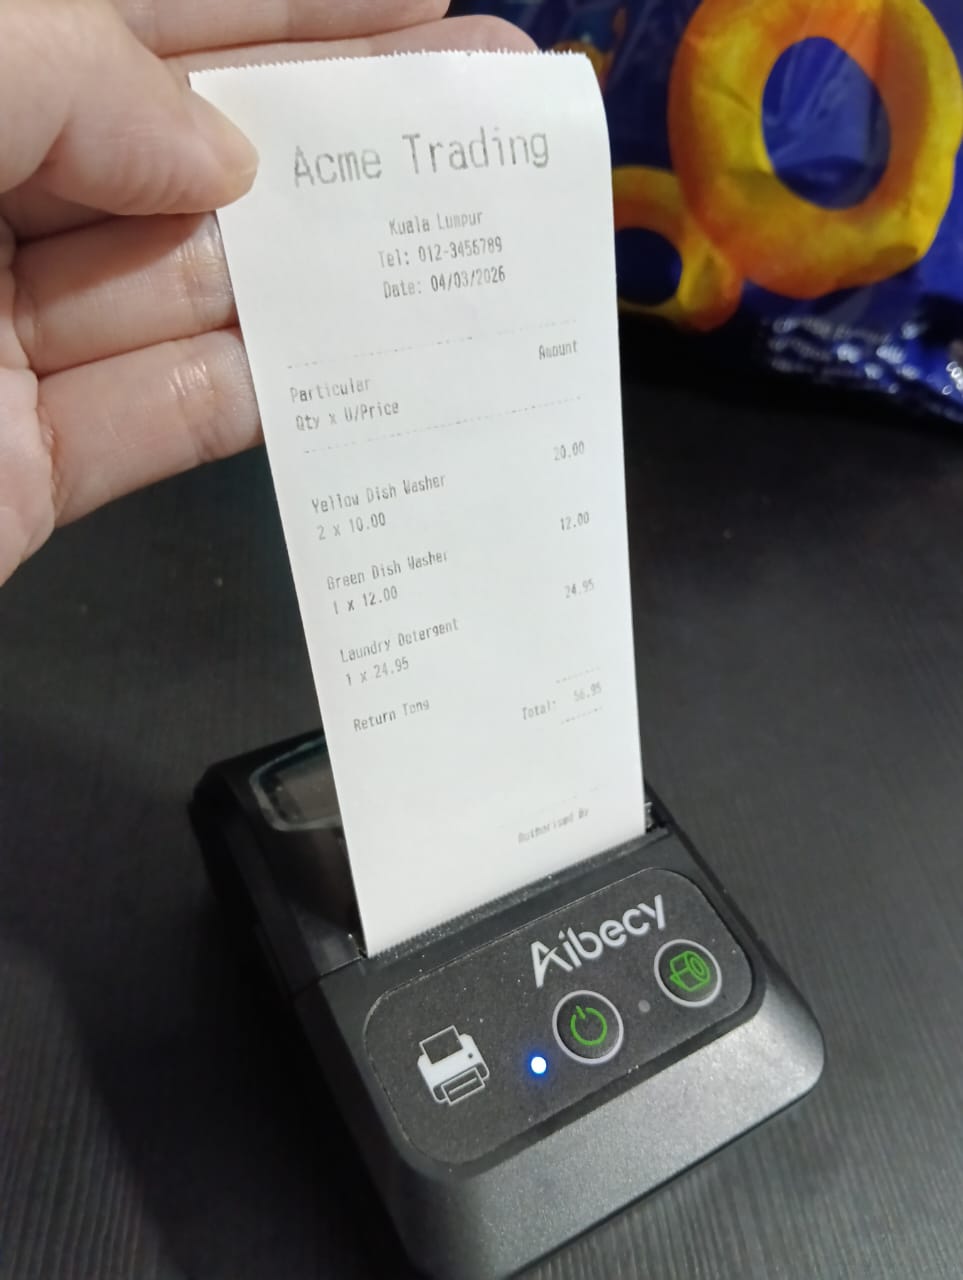 Acme Trading
Kuala Lumpur
Tel: 012-3456789
Date: 04/03/2026
Amount
Particular
Qty x U/Price
Yellow Dish Washer 20.00
2 x 10.00
Green Dish Washer 12.00
1 x 12.00
Laundry Detergent 24.95
1 x 24.95
Return Tong
Total: 56.95
Authorised By
Aibecy